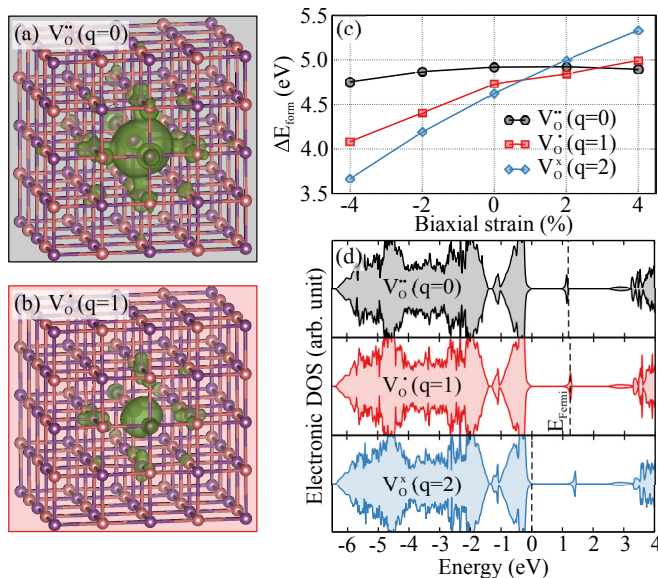 (a) V_O^•• (q=0)
(b) V_O^• (q=1)
(c)
5.5
5.0
4.5
4.0
3.5
ΔE_form (eV)
V_O^•• (q=0)
V_O^• (q=1)
V_O^x (q=2)
-4 -2 0 2 4
Biaxial strain (%)
(d)
V_O^•• (q=0)
V_O^• (q=1)
E_Fermi
V_O^x (q=2)
Electronic DOS (arb. unit)
-6 -5 -4 -3 -2 -1 0 1 2 3 4
Energy (eV)